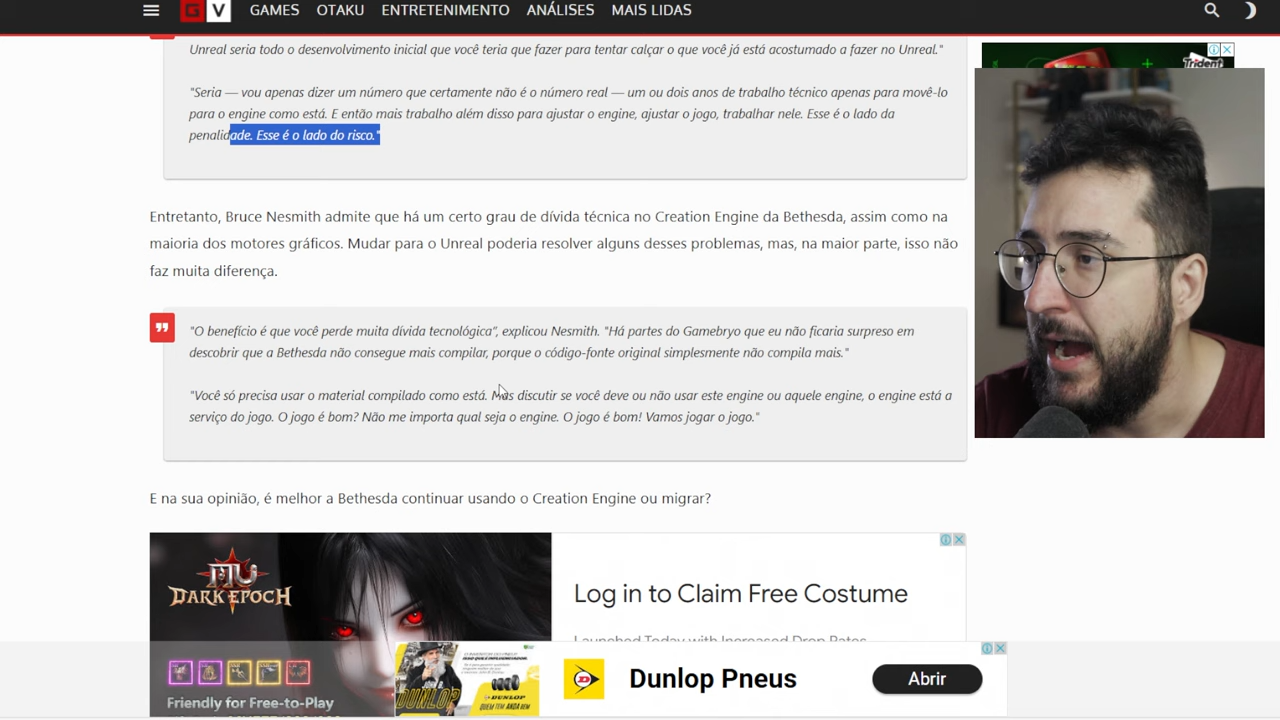 G V GAMES OTAKU ENTRETENIMENTO ANÁLISES MAIS LIDAS
Unreal seria todo o desenvolvimento inicial que você teria que fazer para tentar calçar o que você já está acostumado a fazer no Unreal."
"Seria — vou apenas dizer um número que certamente não é o número real — um ou dois anos de trabalho técnico apenas para movê-lo
para o engine como está. E então mais trabalho além disso para ajustar o engine, ajustar o jogo, trabalhar nele. Esse é o lado da
penalidade. Esse é o lado do risco."
Trident
Entretanto, Bruce Nesmith admite que há um certo grau de dívida técnica no Creation Engine da Bethesda, assim como na
maioria dos motores gráficos. Mudar para o Unreal poderia resolver alguns desses problemas, mas, na maior parte, isso não
faz muita diferença.
"O benefício é que você perde muita dívida tecnológica", explicou Nesmith. "Há partes do Gamebryo que eu não ficaria surpreso em
descobrir que a Bethesda não consegue mais compilar, porque o código-fonte original simplesmente não compila mais."
"Você só precisa usar o material compilado como está. Mas discutir se você deve ou não usar este engine ou aquele engine, o engine está a
serviço do jogo. O jogo é bom? Não me importa qual seja o engine. O jogo é bom! Vamos jogar o jogo."
E na sua opinião, é melhor a Bethesda continuar usando o Creation Engine ou migrar?
MU
DARK EPOCH
Log in to Claim Free Costume
Launched Today with Increased Drop Rates
Friendly for Free-to-Play
DUNLOP
DUNLOP
QUEM TEM ANDA BEM
Dunlop Pneus
Abrir